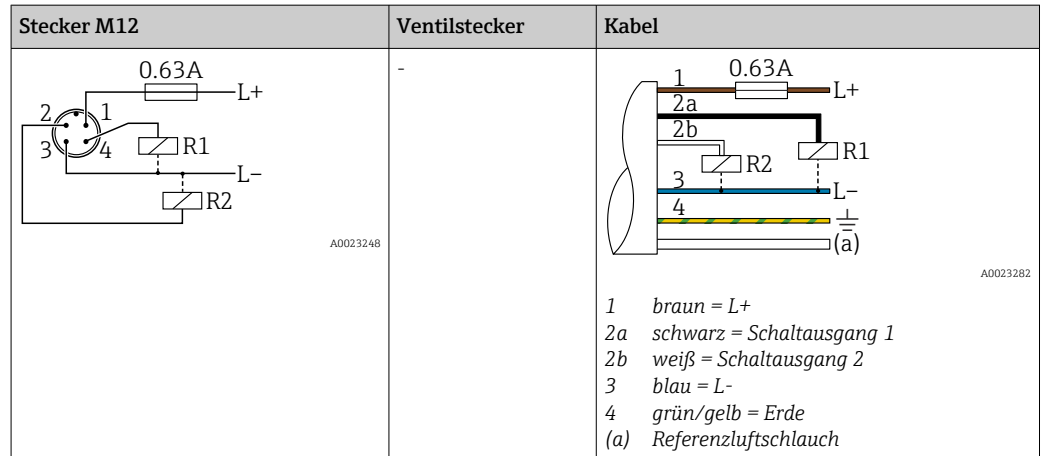 Stecker M12
Ventilstecker
Kabel
0.63A
L+
2
1
3
4
R1
L–
R2
A0023248
-
1
0.63A
L+
2a
2b
R1
R2
3
L–
4
(a)
A0023282
1 braun = L+
2a schwarz = Schaltausgang 1
2b weiß = Schaltausgang 2
3 blau = L-
4 grün/gelb = Erde
(a) Referenzluftschlauch